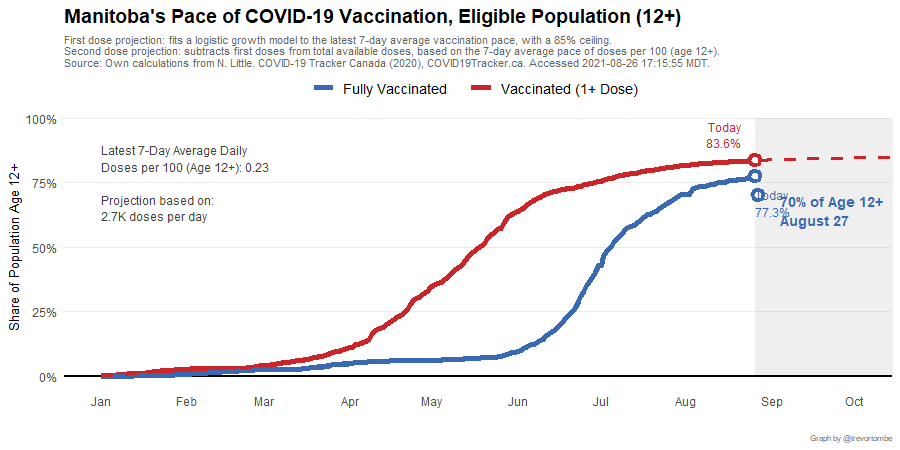 Manitoba's Pace of COVID-19 Vaccination, Eligible Population (12+)
First dose projection: fits a logistic growth model to the latest 7-day average vaccination pace, with a 85% ceiling.
Second dose projection: subtracts first doses from total available doses, based on the 7-day average pace of doses per 100 (age 12+).
Source: Own calculations from N. Little. COVID-19 Tracker Canada (2020), COVID19Tracker.ca. Accessed 2021-08-26 17:15:55 MDT.
Fully Vaccinated
Vaccinated (1+ Dose)
Share of Population Age 12+
100%
75%
50%
25%
0%
Latest 7-Day Average Daily
Doses per 100 (Age 12+): 0.23
Projection based on:
2.7K doses per day
Today
83.6%
Today
77.3%
70% of Age 12+
August 27
Jan Feb Mar Apr May Jun Jul Aug Sep Oct
Graph by @trevortombe